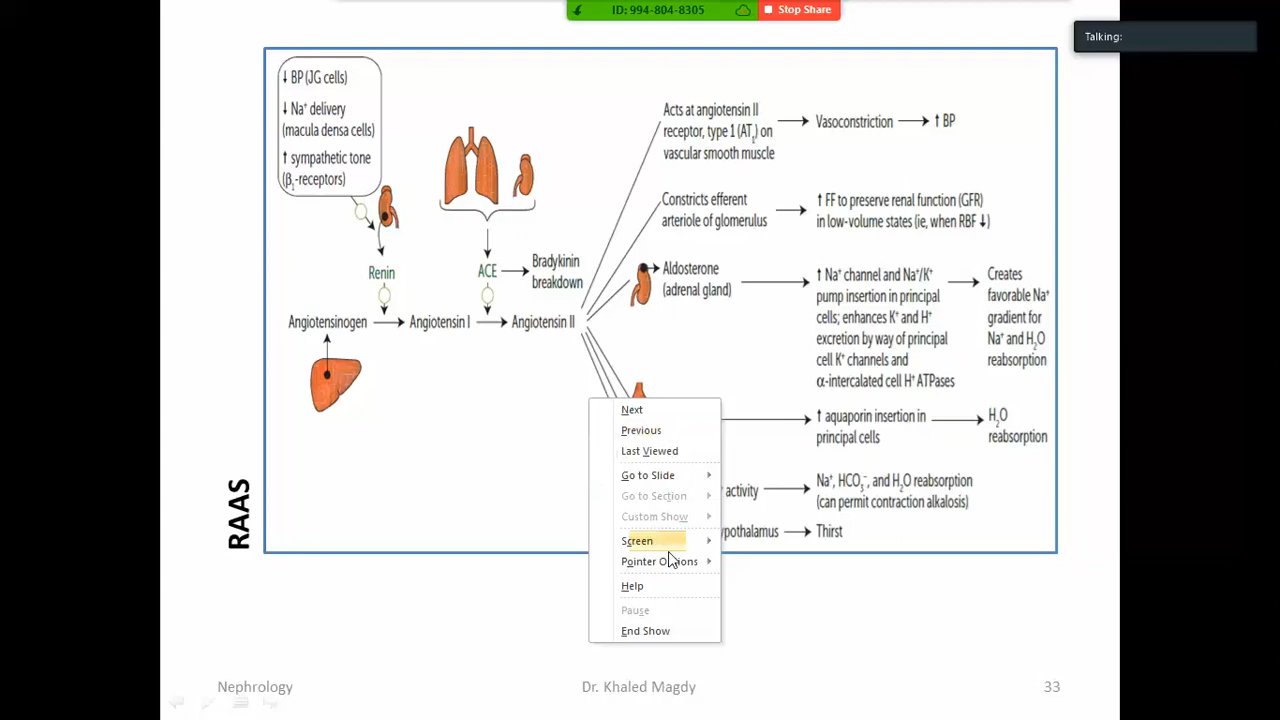 ID: 994-804-8305
Stop Share
Talking:
↓ BP (JG cells)
↓ Na⁺ delivery
(macula densa cells)
↑ sympathetic tone
(β₁-receptors)
Renin
ACE
Bradykinin
breakdown
Angiotensinogen
Angiotensin I
Angiotensin II
Acts at angiotensin II
receptor, type 1 (AT₁) on
vascular smooth muscle
Vasoconstriction
↑ BP
Constricts efferent
arteriole of glomerulus
↑ FF to preserve renal function (GFR)
in low-volume states (ie, when RBF ↓)
Aldosterone
(adrenal gland)
↑ Na⁺ channel and Na⁺/K⁺
pump insertion in principal
cells; enhances K⁺ and H⁺
excretion by way of principal
cell K⁺ channels and
α-intercalated cell H⁺ ATPases
Creates
favorable Na⁺
gradient for
Na⁺ and H₂O
reabsorption
↑ aquaporin insertion in
principal cells
H₂O
reabsorption
activity
Na⁺, HCO₃⁻, and H₂O reabsorption
(can permit contraction alkalosis)
ypothalamus
Thirst
Next
Previous
Last Viewed
Go to Slide
Go to Section
Custom Show
Screen
Pointer Options
Help
Pause
End Show
RAAS
Nephrology
Dr. Khaled Magdy
33